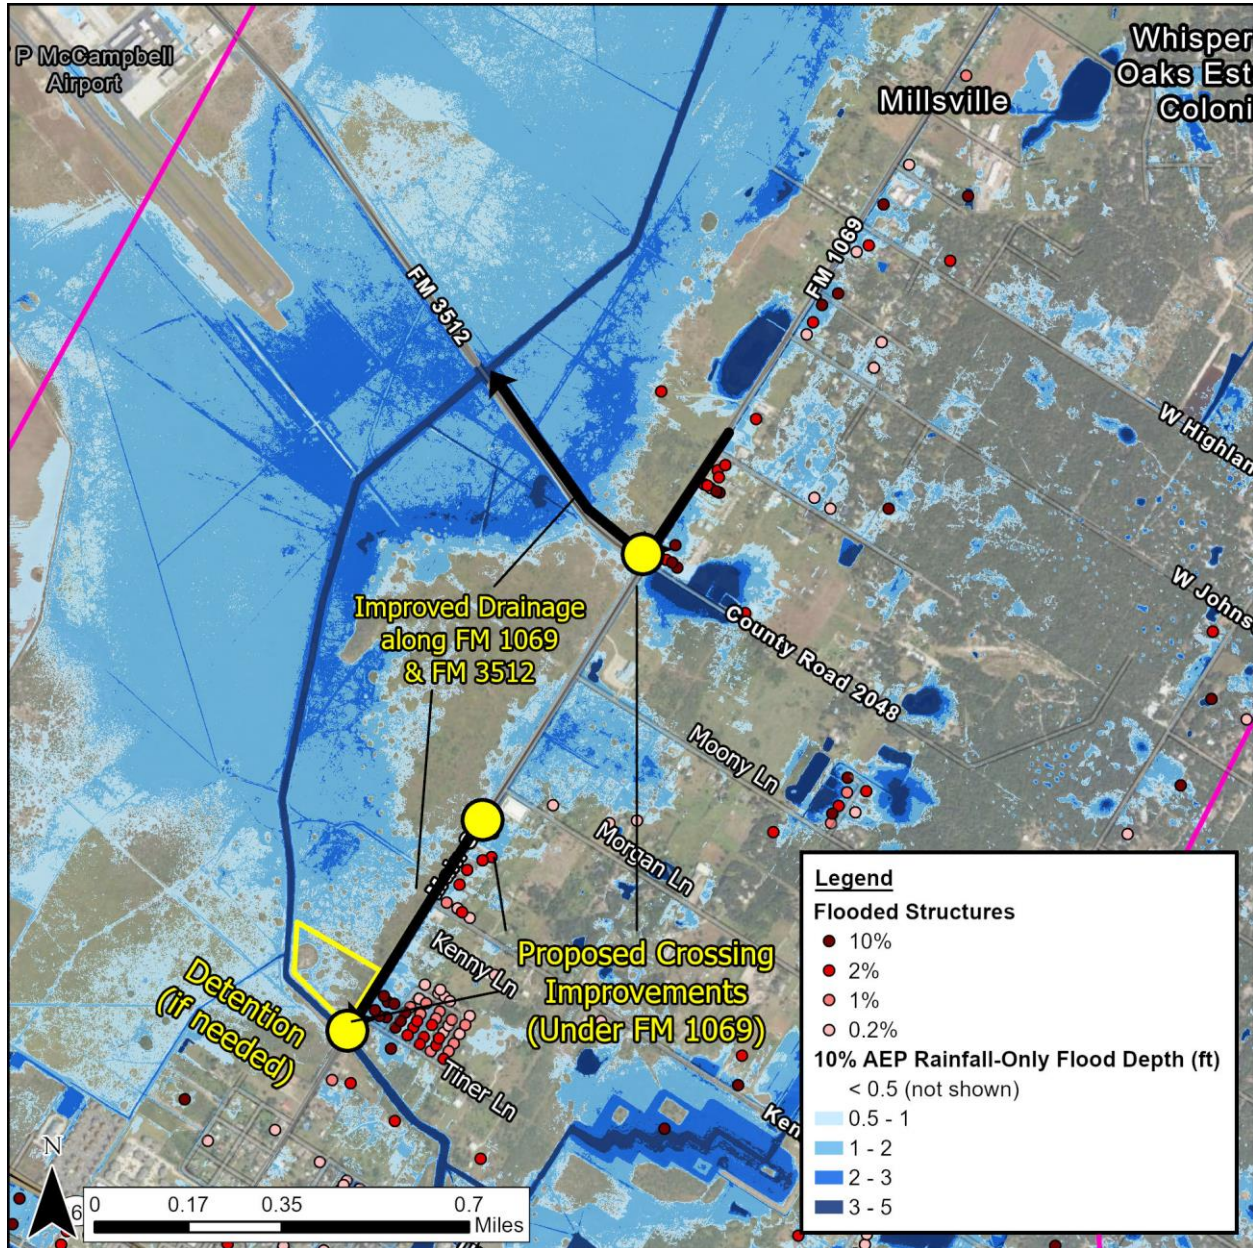 P McCampbell
Airport
Whisper
Oaks Est
Coloni
Millsville
FM 1069
FM 3512
W Highlan
W Johns
Improved Drainage
along FM 1069
& FM 3512
County Road 2048
Moony Ln
Morgan Ln
Kenny Ln
Proposed Crossing
Improvements
(Under FM 1069)
Detention
(if needed)
Tiner Ln
Ken
Legend
Flooded Structures
10%
2%
1%
0.2%
10% AEP Rainfall-Only Flood Depth (ft)
< 0.5 (not shown)
0.5 - 1
1 - 2
2 - 3
3 - 5
N
0 0.17 0.35 0.7
Miles